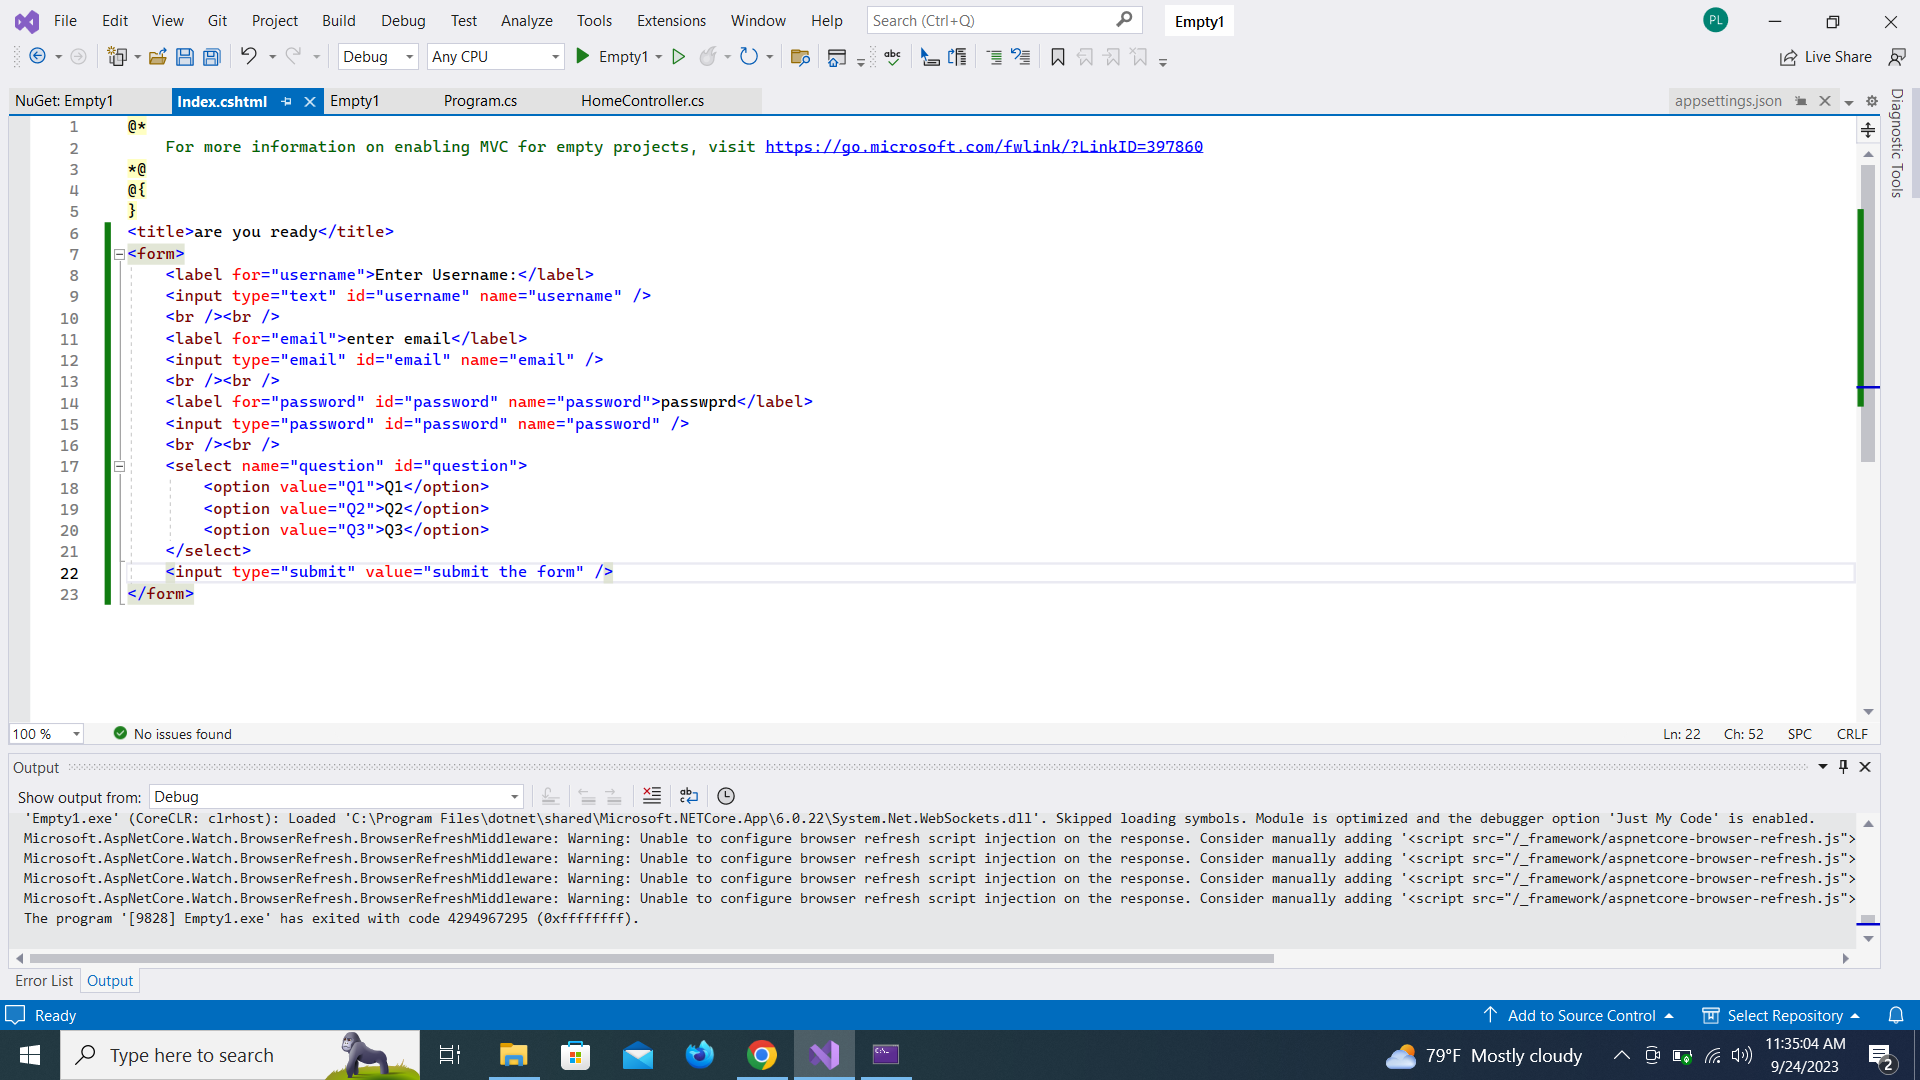 File Edit View Git Project Build Debug Test Analyze Tools Extensions Window Help Search (Ctrl+Q) Empty1 PL
Debug Any CPU Empty1 abc Live Share
NuGet: Empty1 Index.cshtml Empty1 Program.cs HomeController.cs appsettings.json
Diagnostic Tools
1 @*
2 For more information on enabling MVC for empty projects, visit https://go.microsoft.com/fwlink/?LinkID=397860
3 *@
4 @{
5 }
6 <title>are you ready</title>
7 <form>
8 <label for="username">Enter Username:</label>
9 <input type="text" id="username" name="username" />
10 <br /><br />
11 <label for="email">enter email</label>
12 <input type="email" id="email" name="email" />
13 <br /><br />
14 <label for="password" id="password" name="password">passwprd</label>
15 <input type="password" id="password" name="password" />
16 <br /><br />
17 <select name="question" id="question">
18 <option value="Q1">Q1</option>
19 <option value="Q2">Q2</option>
20 <option value="Q3">Q3</option>
21 </select>
22 <input type="submit" value="submit the form" />
23 </form>
100 % No issues found Ln: 22 Ch: 52 SPC CRLF
Output
Show output from: Debug
'Empty1.exe' (CoreCLR: clrhost): Loaded 'C:\Program Files\dotnet\shared\Microsoft.NETCore.App\6.0.22\System.Net.WebSockets.dll'. Skipped loading symbols. Module is optimized and the debugger option 'Just My Code' is enabled.
Microsoft.AspNetCore.Watch.BrowserRefresh.BrowserRefreshMiddleware: Warning: Unable to configure browser refresh script injection on the response. Consider manually adding '<script src="/_framework/aspnetcore-browser-refresh.js">
Microsoft.AspNetCore.Watch.BrowserRefresh.BrowserRefreshMiddleware: Warning: Unable to configure browser refresh script injection on the response. Consider manually adding '<script src="/_framework/aspnetcore-browser-refresh.js">
Microsoft.AspNetCore.Watch.BrowserRefresh.BrowserRefreshMiddleware: Warning: Unable to configure browser refresh script injection on the response. Consider manually adding '<script src="/_framework/aspnetcore-browser-refresh.js">
Microsoft.AspNetCore.Watch.BrowserRefresh.BrowserRefreshMiddleware: Warning: Unable to configure browser refresh script injection on the response. Consider manually adding '<script src="/_framework/aspnetcore-browser-refresh.js">
The program '[9828] Empty1.exe' has exited with code 4294967295 (0xffffffff).
Error List Output
Ready Add to Source Control Select Repository
Type here to search 79°F Mostly cloudy 11:35:04 AM
9/24/2023 2